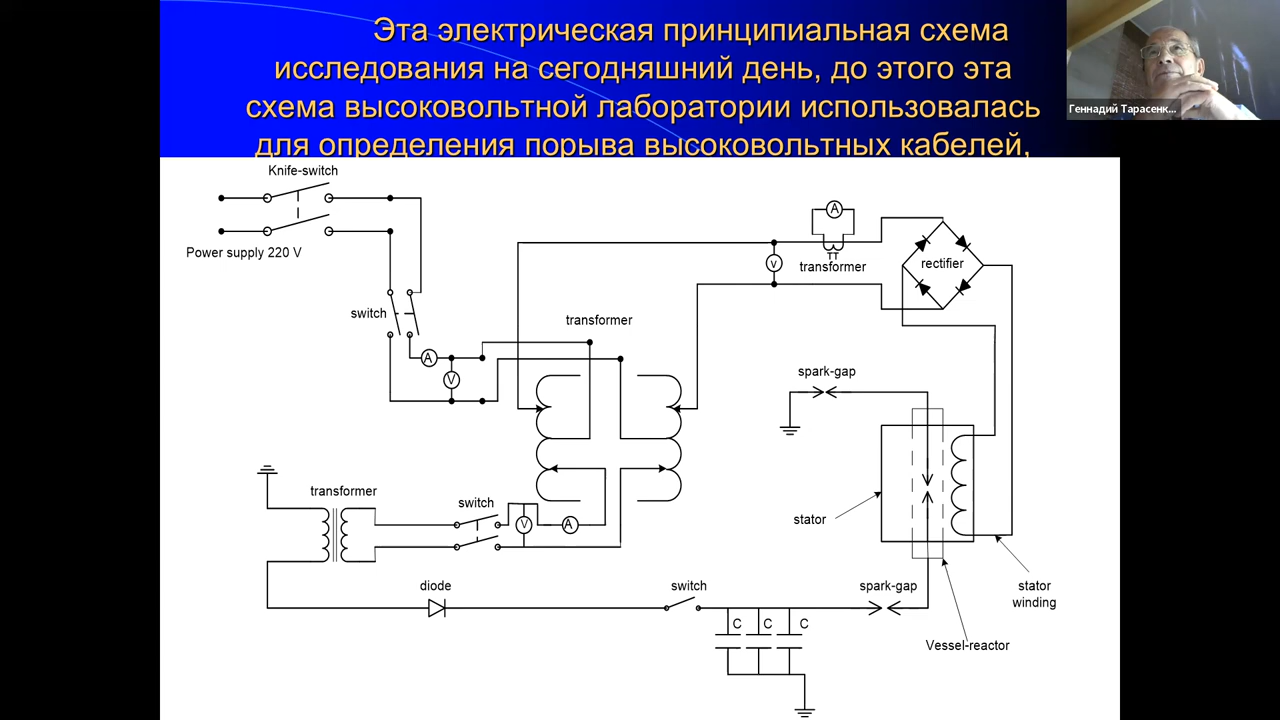 Эта электрическая принципиальная схема
исследования на сегодняшний день, до этого эта
схема высоковольтной лаборатории использовалась
для определения порыва высоковольтных кабелей,
Геннадий Тарасенк...
Knife-switch
Power supply 220 V
A
v
transformer
rectifier
switch
transformer
A
V
spark-gap
transformer
switch
V
A
stator
diode
switch
spark-gap
stator
winding
C
C
C
Vessel-reactor